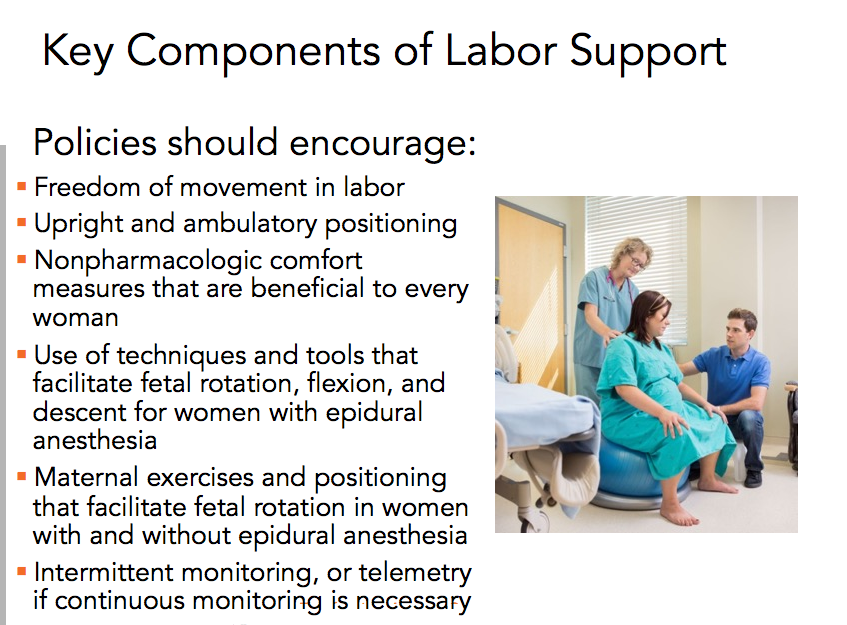 Key Components of Labor Support
Policies should encourage:
▪ Freedom of movement in labor
▪ Upright and ambulatory positioning
▪ Nonpharmacologic comfort
measures that are beneficial to every
woman
▪ Use of techniques and tools that
facilitate fetal rotation, flexion, and
descent for women with epidural
anesthesia
▪ Maternal exercises and positioning
that facilitate fetal rotation in women
with and without epidural anesthesia
▪ Intermittent monitoring, or telemetry
if continuous monitoring is necessary